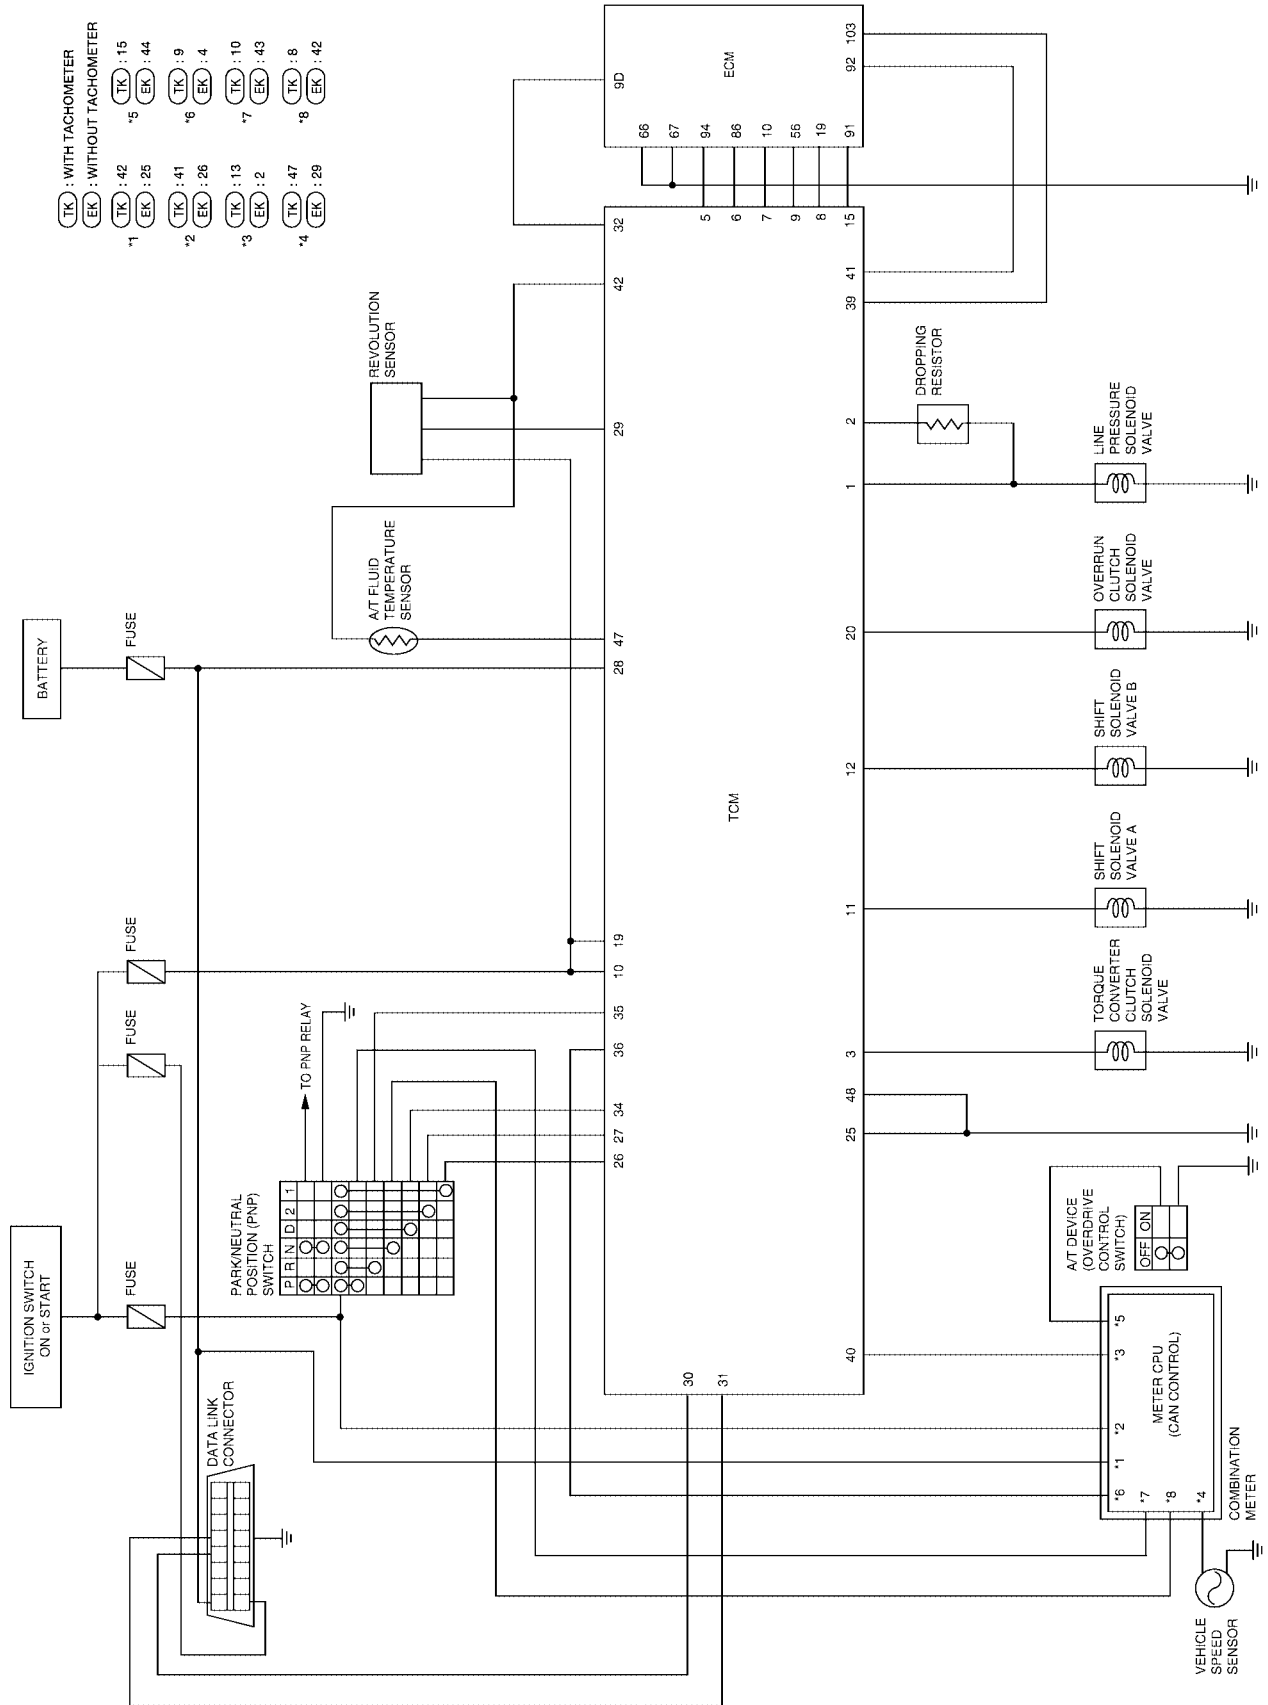 IGNITION SWITCH
ON or START
BATTERY
TK : WITH TACHOMETER
EK : WITHOUT TACHOMETER
*1 TK : 42
EK : 25
*2 TK : 41
EK : 26
*3 TK : 13
EK : 2
*4 TK : 47
EK : 29
*5 TK : 15
EK : 44
*6 TK : 9
EK : 4
*7 TK : 10
EK : 43
*8 TK : 8
EK : 42
FUSE
FUSE
FUSE
FUSE
DATA LINK
CONNECTOR
PARK/NEUTRAL
POSITION (PNP)
SWITCH
P R N D 2 1
TO PNP RELAY
A/T FLUID
TEMPERATURE
SENSOR
REVOLUTION
SENSOR
26 27 34 36 35 10 19 28 47 29 42 32
9D
30
31
TCM
ECM
66
67
94
86
10
56
19
91
5
6
7
9
8
15
40 25 48 3 11 12 20 1 2 39 41
92 103
DROPPING
RESISTOR
A/T DEVICE
(OVERDRIVE
CONTROL
SWITCH)
OFF ON
TORQUE
CONVERTER
CLUTCH
SOLENOID
VALVE
SHIFT
SOLENOID
VALVE A
SHIFT
SOLENOID
VALVE B
OVERRUN
CLUTCH
SOLENOID
VALVE
LINE
PRESSURE
SOLENOID
VALVE
*6 *1 *2 *3 *5
*7
*8
*4
METER CPU
(CAN CONTROL)
COMBINATION
METER
VEHICLE
SPEED
SENSOR